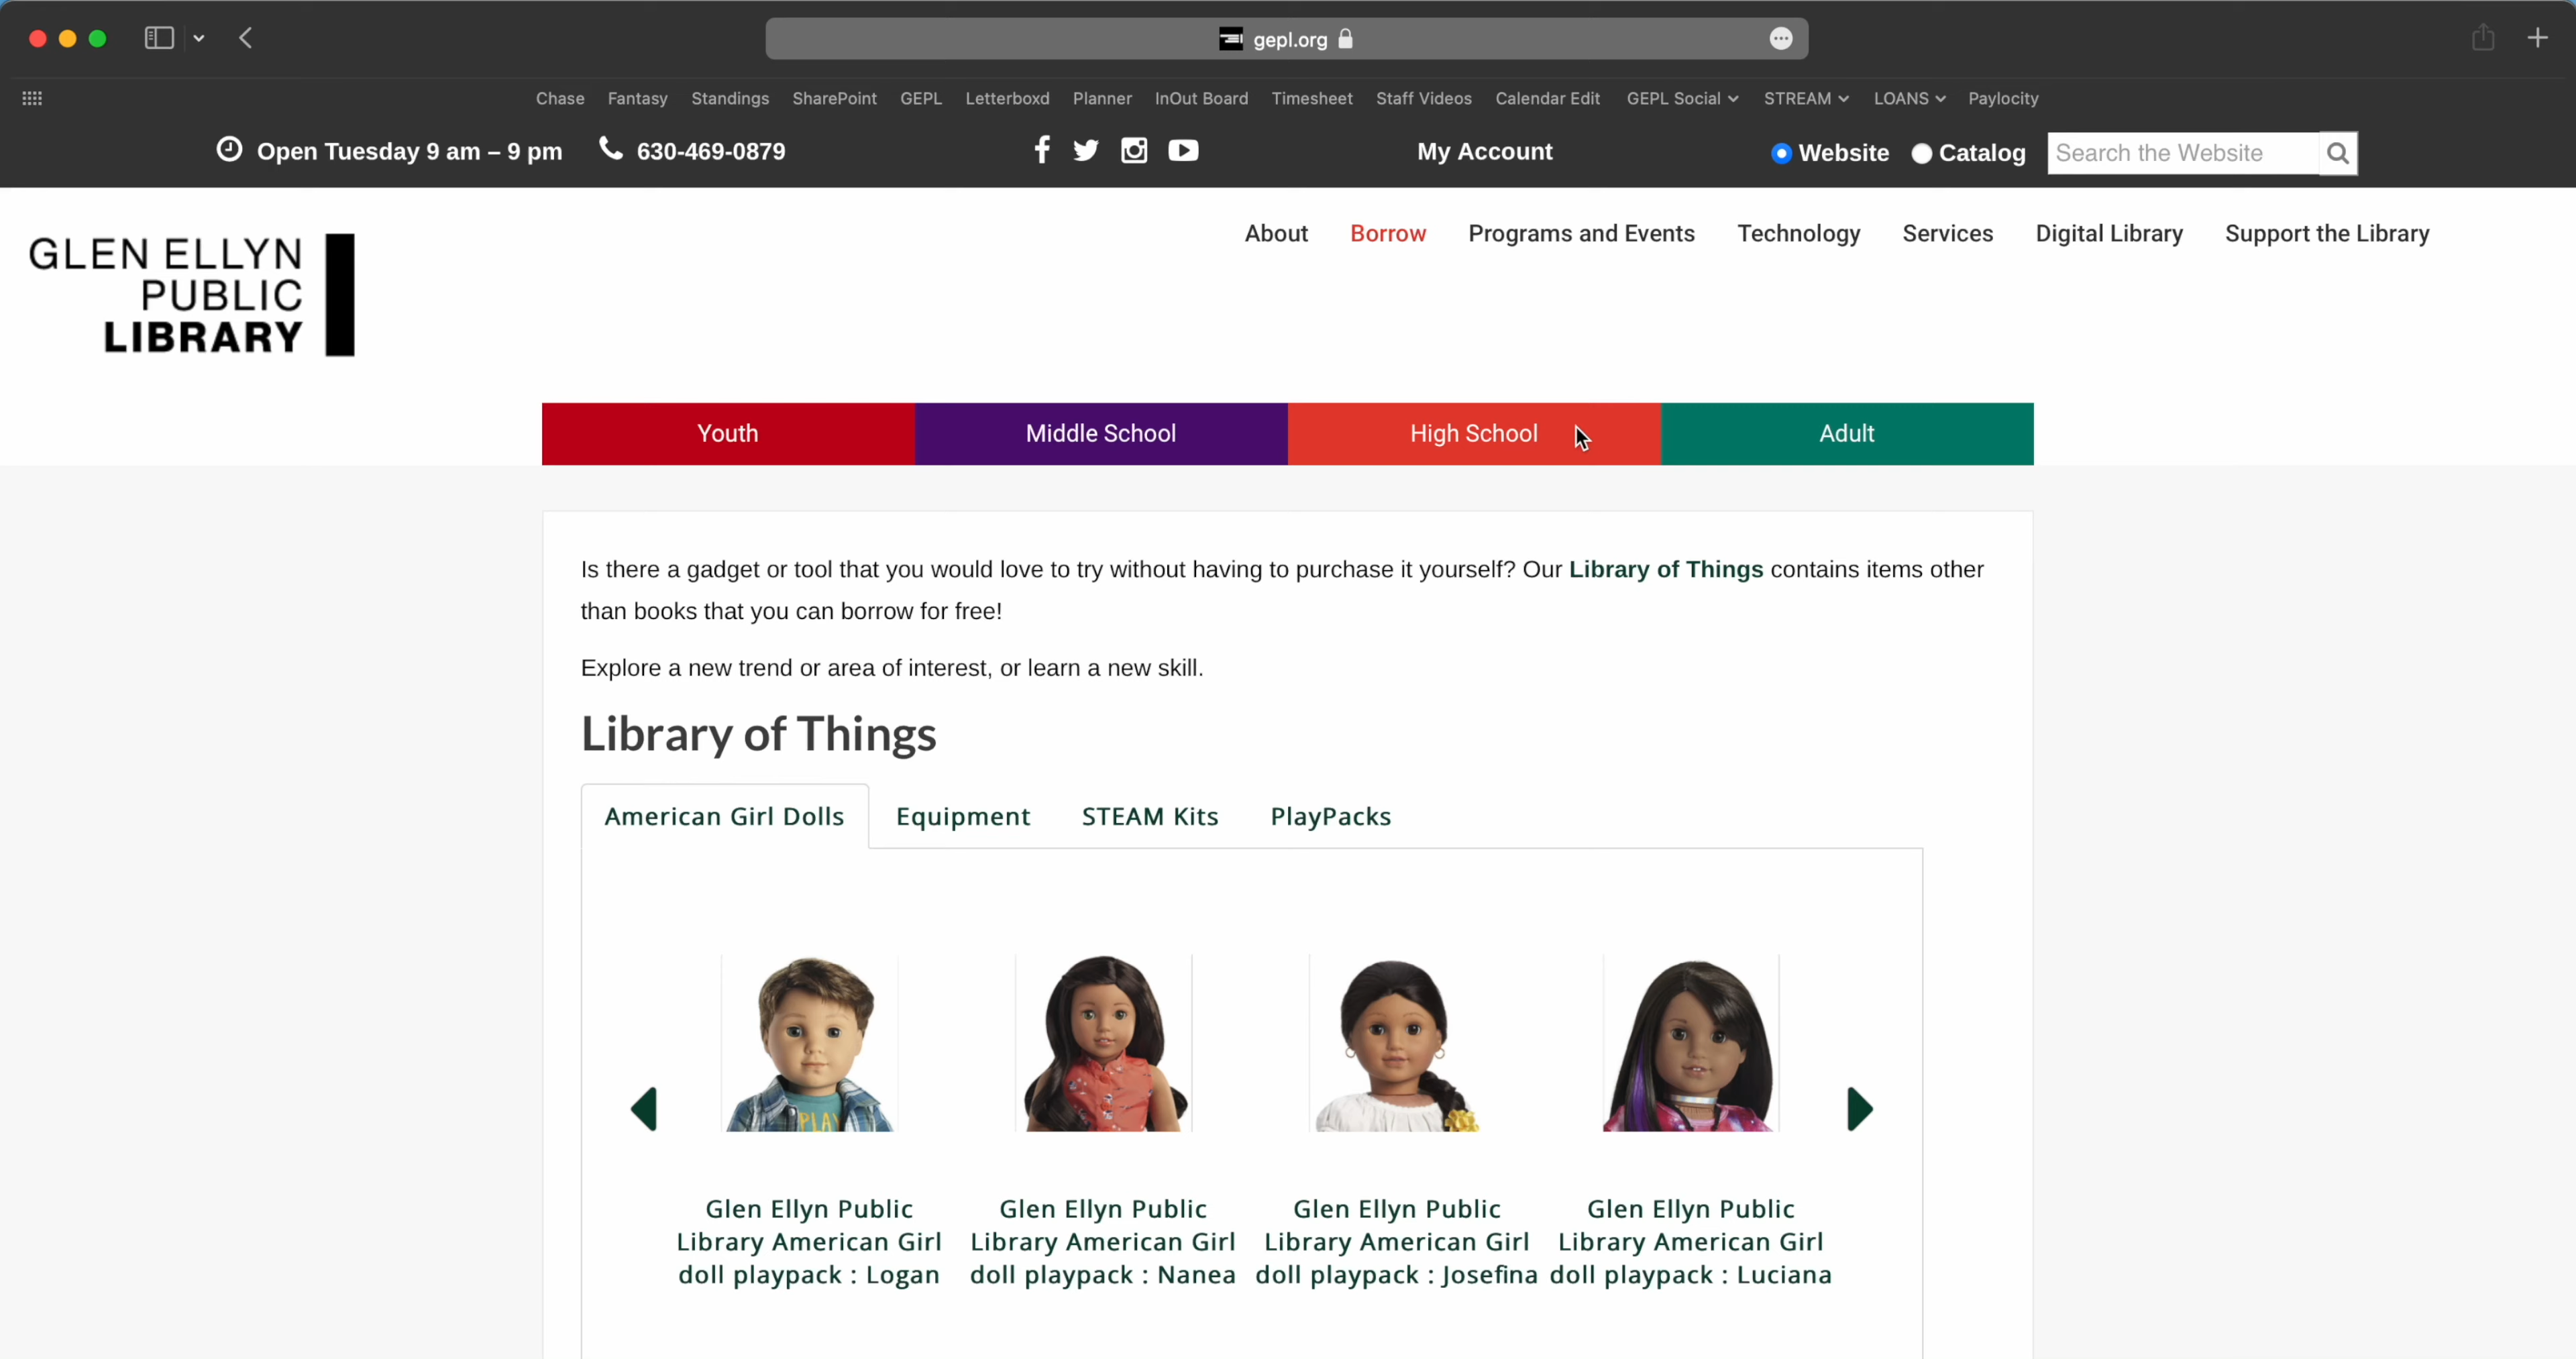 gepl.org
Chase Fantasy Standings SharePoint GEPL Letterboxd Planner InOut Board Timesheet Staff Videos Calendar Edit GEPL Social STREAM LOANS Paylocity
Open Tuesday 9 am – 9 pm 630-469-0879 My Account Website Catalog Search the Website
GLEN ELLYN
PUBLIC
LIBRARY
About Borrow Programs and Events Technology Services Digital Library Support the Library
Youth Middle School High School Adult
Is there a gadget or tool that you would love to try without having to purchase it yourself? Our Library of Things contains items other
than books that you can borrow for free!
Explore a new trend or area of interest, or learn a new skill.
Library of Things
American Girl Dolls Equipment STEAM Kits PlayPacks
PLAY
Glen Ellyn Public
Library American Girl
doll playpack : Logan
Glen Ellyn Public
Library American Girl
doll playpack : Nanea
Glen Ellyn Public
Library American Girl
doll playpack : Josefina
Glen Ellyn Public
Library American Girl
doll playpack : Luciana